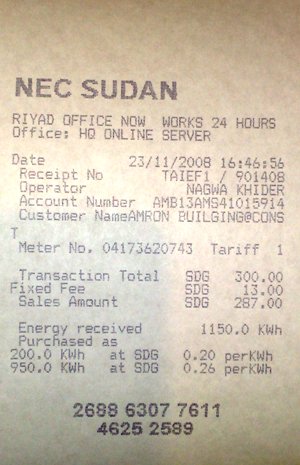 NEC SUDAN
RIYAD OFFICE NOW WORKS 24 HOURS
Office: HQ ONLINE SERVER
Date 23/11/2008 16:46:56
Receipt No TAIEF1 / 901408
Operator NAGWA KHIDER
Account Number AMB13AMS41015914
Customer NameAMRON BUILGING@CONS
T
Meter No. 04173620743 Tariff 1
Transaction Total SDG 300.00
Fixed Fee SDG 13.00
Sales Amount SDG 287.00
Energy received 1150.0 KWh
Purchased as
200.0 KWh at SDG 0.20 perKWh
950.0 KWh at SDG 0.26 perKWh
2688 6307 7611
4625 2589